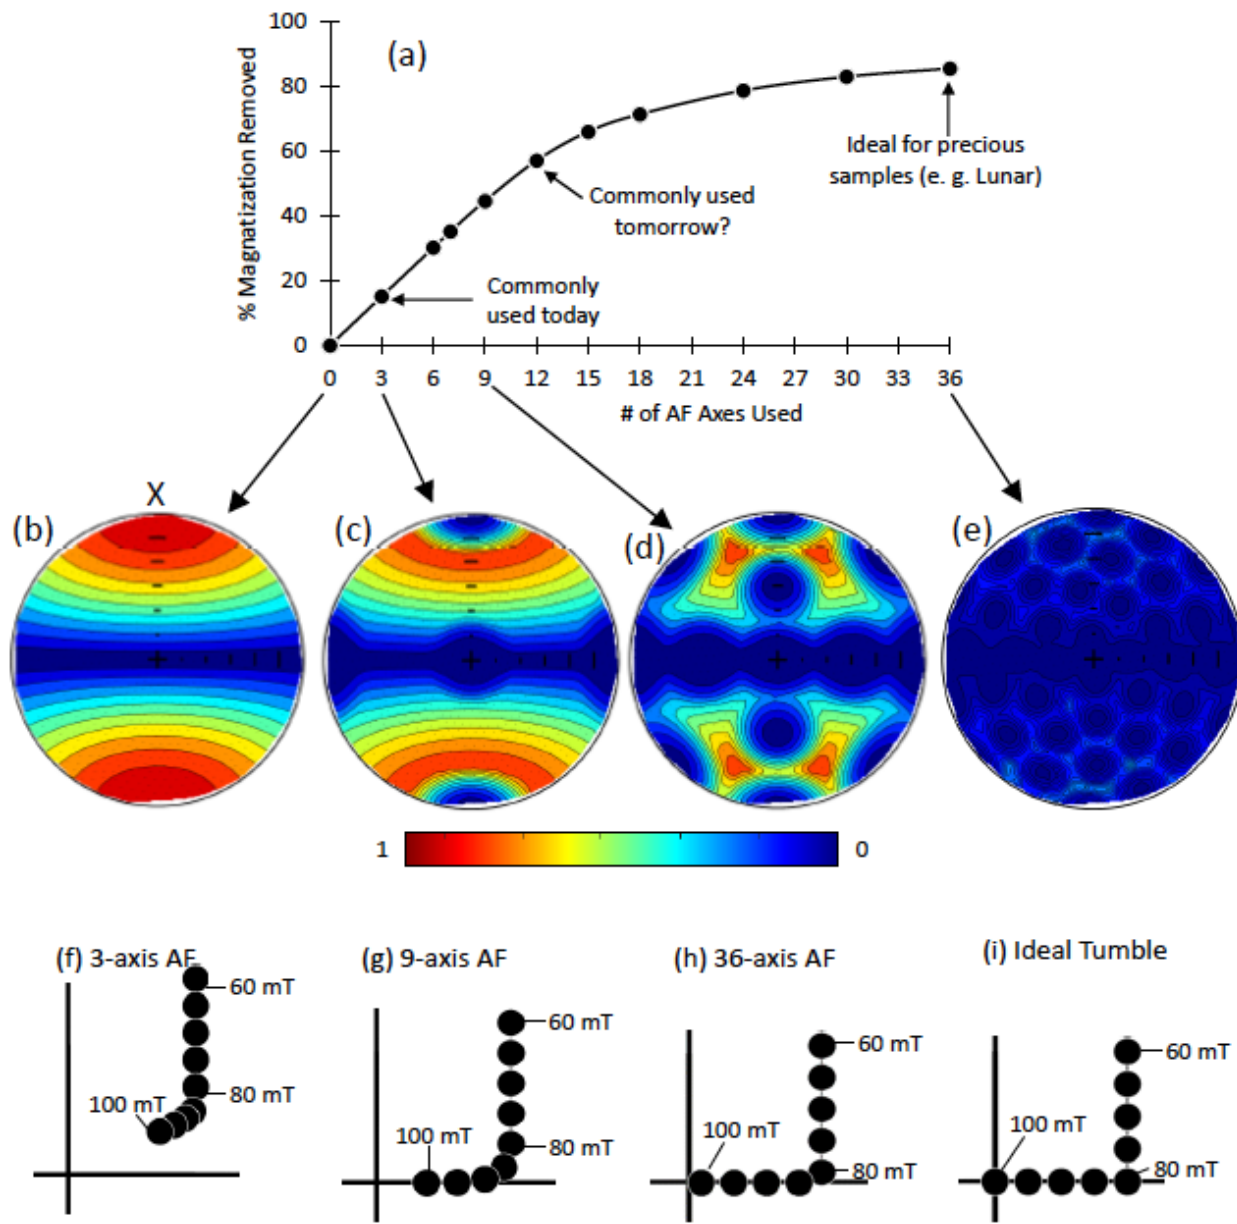 100
(a)
80
60
40
20
0
% Magnatization Removed
Ideal for precious
samples (e. g. Lunar)
Commonly used
tomorrow?
Commonly
used today
0 3 6 9 12 15 18 21 24 27 30 33 36
# of AF Axes Used
X
(b)
(c)
(d)
(e)
1 0
(f) 3-axis AF
60 mT
80 mT
100 mT
(g) 9-axis AF
60 mT
80 mT
100 mT
(h) 36-axis AF
60 mT
100 mT
80 mT
(i) Ideal Tumble
60 mT
100 mT
80 mT